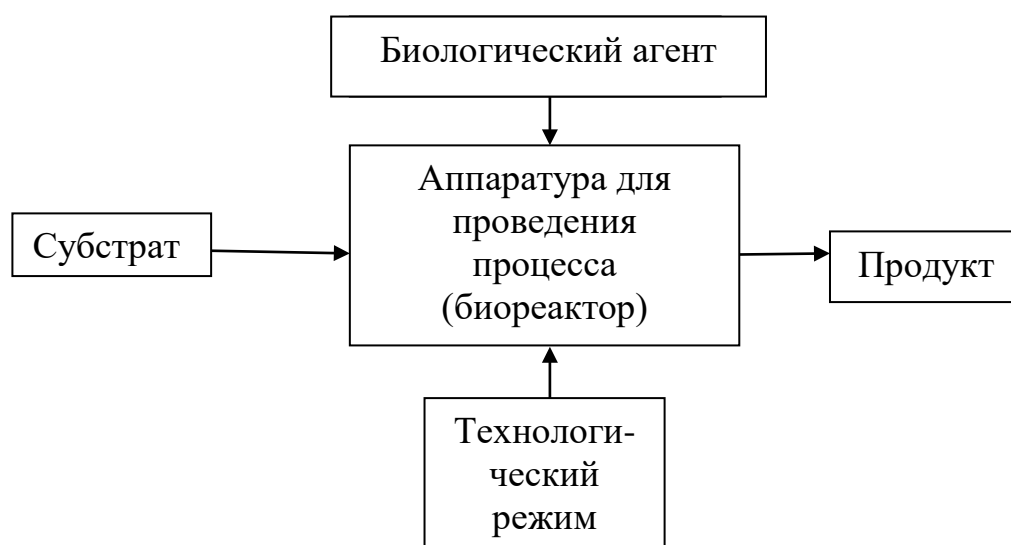 Биологический агент
Аппаратура для
проведения
процесса
(биореактор)
Субстрат
Продукт
Технологи-
ческий
режим